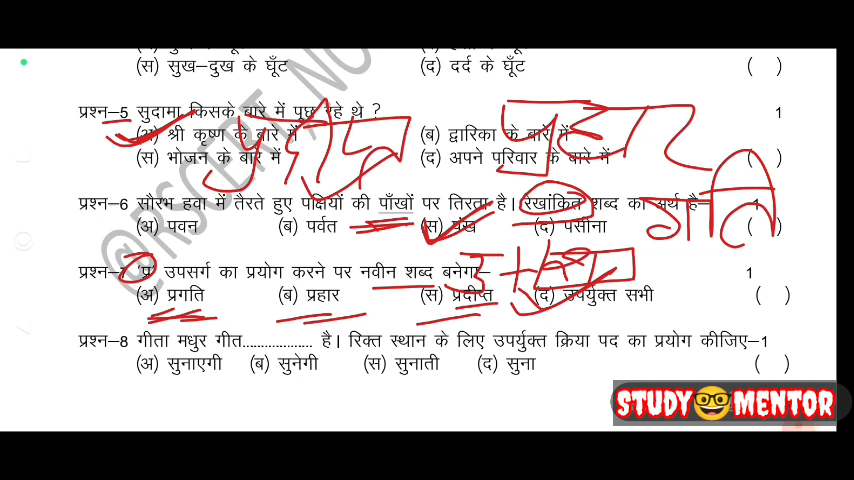 (स) सुख–दुख के घूँट (द) दर्द के घूँट ( )
प्रश्न–5 सुदामा किसके बारे में पुछ रहे थे ? 1
(अ) श्री कृष्ण के बारे में (ब) द्वारिका के बारे में
(स) भोजन के बारे में (द) अपने परिवार के बारे में ( )
प्रश्न–6 सौरभ हवा में तैरते हुए पक्षियों की पाँखों पर तिरता है। रेखांकित शब्द का अर्थ है– 1
(अ) पवन (ब) पर्वत (स) पंख (द) पसीना ( )
गति
प्रश्न–7 'प्र' उपसर्ग का प्रयोग करने पर नवीन शब्द बनेगा– 1
(अ) प्रगति (ब) प्रहार (स) प्रदीप्त (द) उपर्युक्त सभी ( )
प्रश्न–8 गीता मधुर गीत................... है। रिक्त स्थान के लिए उपर्युक्त क्रिया पद का प्रयोग कीजिए–1
(अ) सुनाएगी (ब) सुनेगी (स) सुनाती (द) सुना ( )
STUDY MENTOR